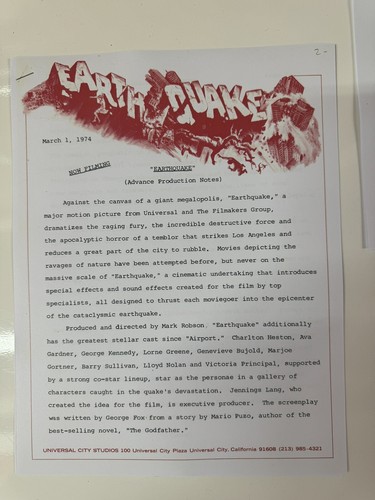 2-
EARTHQUAKE
March 1, 1974
NOW FILMING
"EARTHQUAKE"
(Advance Production Notes)
Against the canvas of a giant megalopolis, "Earthquake," a
major motion picture from Universal and The Filmakers Group,
dramatizes the raging fury, the incredible destructive force and
the apocalyptic horror of a temblor that strikes Los Angeles and
reduces a great part of the city to rubble. Movies depicting the
ravages of nature have been attempted before, but never on the
massive scale of "Earthquake," a cinematic undertaking that introduces
special effects and sound effects created for the film by top
specialists, all designed to thrust each moviegoer into the epicenter
of the cataclysmic earthquake.
Produced and directed by Mark Robson. "Earthquake" additionally
has the greatest stellar cast since "Airport." Charlton Heston, Ava
Gardner, George Kennedy, Lorne Greene, Genevieve Bujold, Marjoe
Gortner, Barry Sullivan, Lloyd Nolan and Victoria Principal, supported
by a strong co-star lineup, star as the personae in a gallery of
characters caught in the quake's devastation. Jennings Lang, who
created the idea for the film, is executive producer. The screenplay
was written by George Fox from a story by Mario Puzo, author of the
best-selling novel, "The Godfather."
UNIVERSAL CITY STUDIOS 100 Universal City Plaza Universal City, California 91608 (213) 985-4321